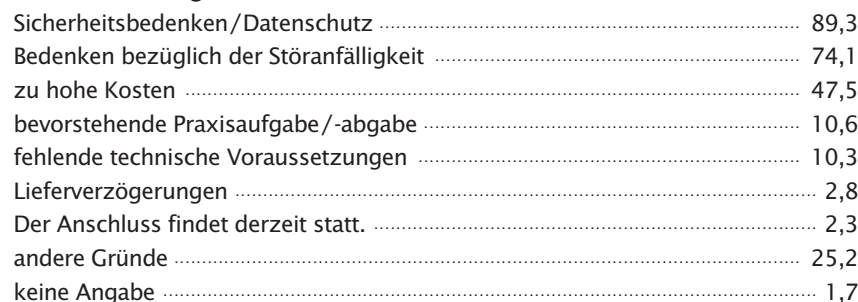 Sicherheitsbedenken/Datenschutz 89,3
Bedenken bezüglich der Störanfälligkeit 74,1
zu hohe Kosten 47,5
bevorstehende Praxisaufgabe/-abgabe 10,6
fehlende technische Voraussetzungen 10,3
Lieferverzögerungen 2,8
Der Anschluss findet derzeit statt. 2,3
andere Gründe 25,2
keine Angabe 1,7